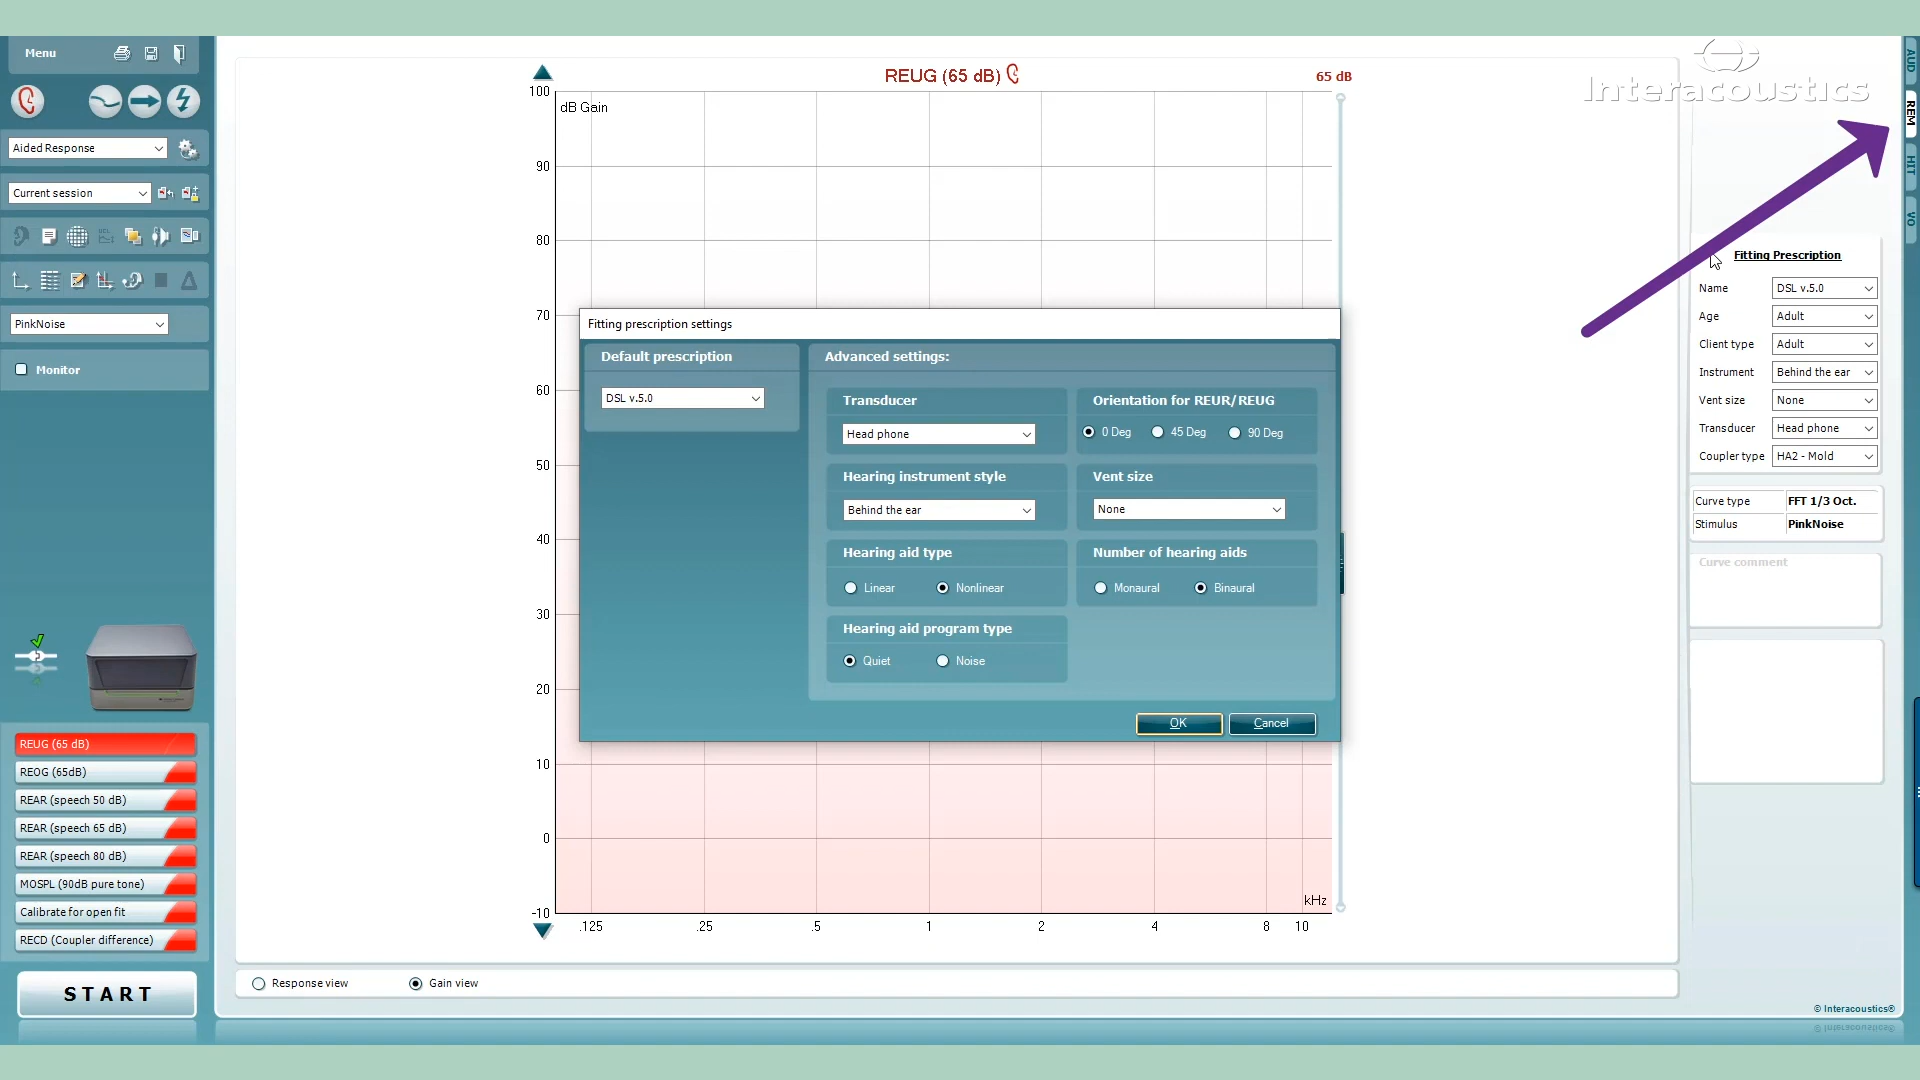 Menu
Aided Response
Current session
PinkNoise
Monitor
REUG (65 dB)
REOG (65dB)
REAR (speech 50 dB)
REAR (speech 65 dB)
REAR (speech 80 dB)
MOSPL (90dB pure tone)
Calibrate for open fit
RECD (Coupler difference)
START
REUG (65 dB)
65 dB
dB Gain
100
90
80
70
60
50
40
30
20
10
0
-10
kHz
.125 .25 .5 1 2 4 8 10
Response view
Gain view
Fitting prescription settings
Default prescription
DSL v.5.0
Advanced settings:
Transducer
Head phone
Orientation for REUR/REUG
0 Deg 45 Deg 90 Deg
Hearing instrument style
Behind the ear
Vent size
None
Hearing aid type
Linear Nonlinear
Number of hearing aids
Monaural Binaural
Hearing aid program type
Quiet Noise
OK Cancel
Interacoustics
AUD
REM
HIT
VO
Fitting Prescription
Name DSL v.5.0
Age Adult
Client type Adult
Instrument Behind the ear
Vent size None
Transducer Head phone
Coupler type HA2 - Mold
Curve type FFT 1/3 Oct.
Stimulus PinkNoise
Curve comment
© Interacoustics®